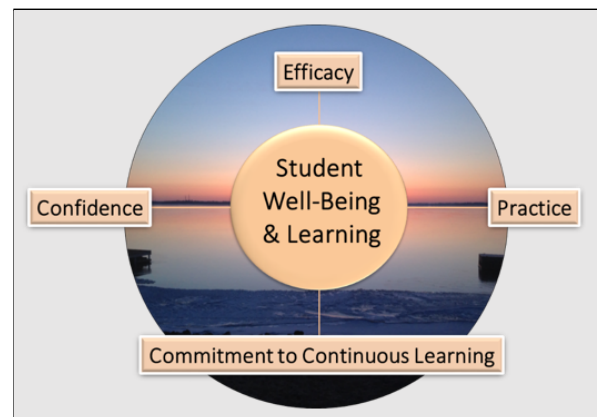 Efficacy
Student
Well-Being
& Learning
Confidence
Practice
Commitment to Continuous Learning